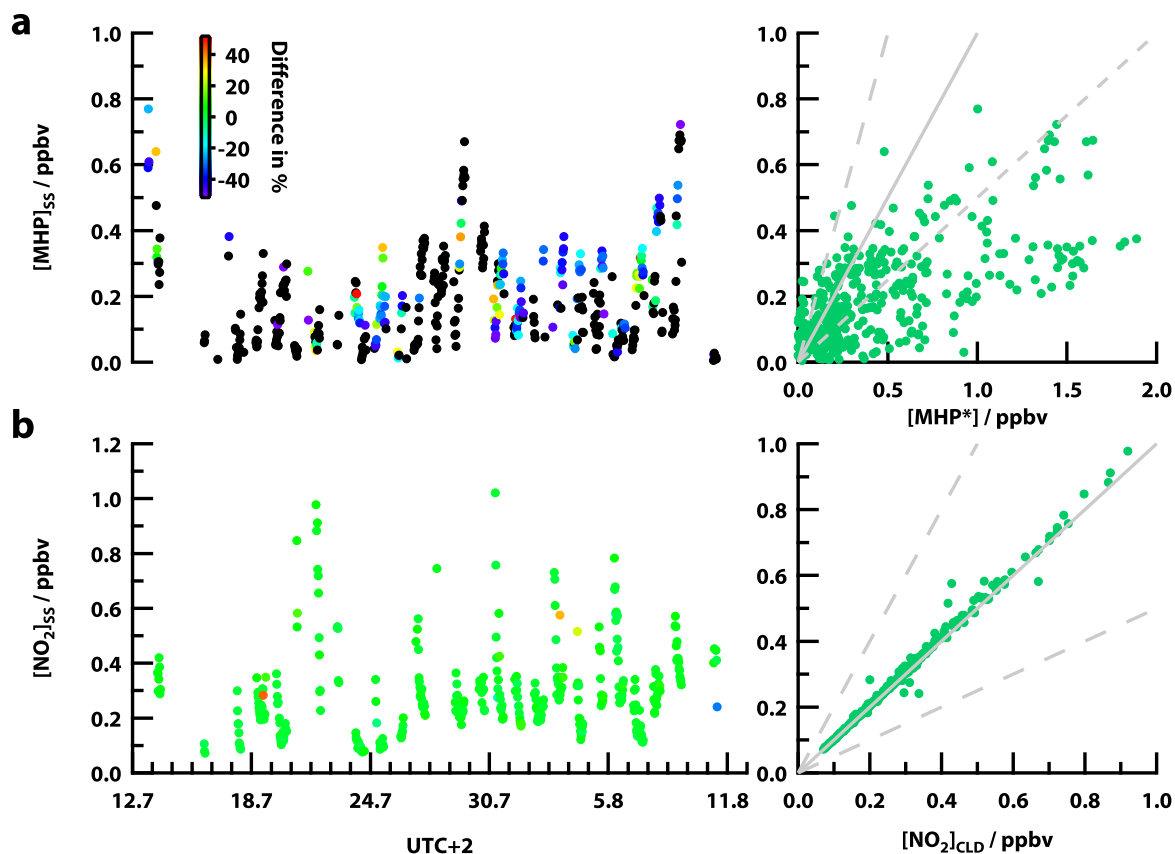 a
[MHP]SS / ppbv
1.0
0.8
0.6
0.4
0.2
0.0
40
20
0
-20
-40
Difference in %
1.0
0.8
0.6
0.4
0.2
0.0
0.0 0.5 1.0 1.5 2.0
[MHP*] / ppbv
b
[NO2]SS / ppbv
1.2
1.0
0.8
0.6
0.4
0.2
0.0
12.7 18.7 24.7 30.7 5.8 11.8
UTC+2
1.0
0.8
0.6
0.4
0.2
0.0
0.0 0.2 0.4 0.6 0.8 1.0
[NO2]CLD / ppbv